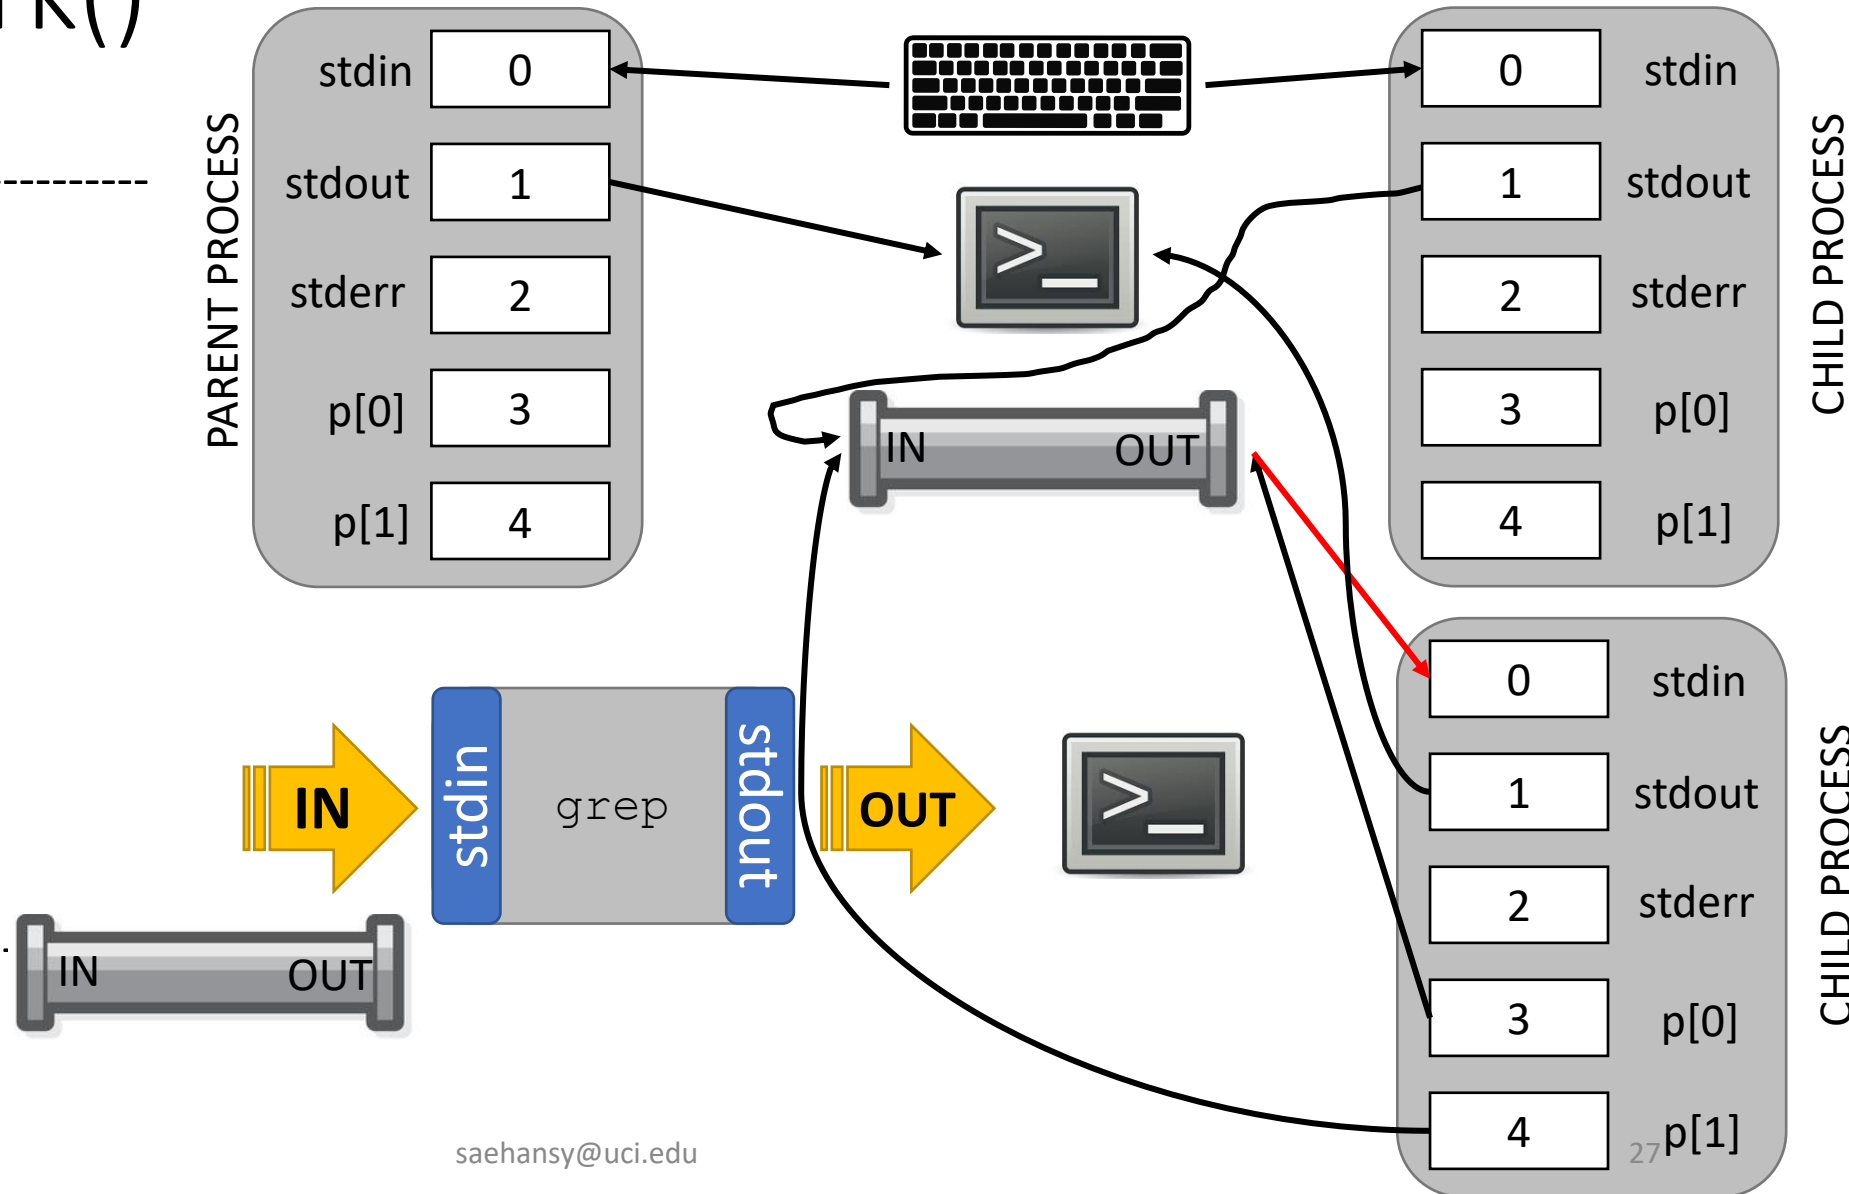 PARENT PROCESS
stdin 0
stdout 1
stderr 2
p[0] 3
p[1] 4
>_
IN OUT
0 stdin
1 stdout
2 stderr
3 p[0]
4 p[1]
CHILD PROCESS
IN
stdin
grep
stdout
OUT
>_
IN OUT
0 stdin
1 stdout
2 stderr
3 p[0]
4 p[1]
CHILD PROCESS
saehansy@uci.edu
27